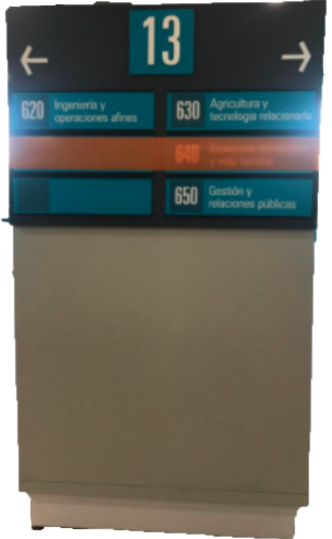 13
620 Ingeniería y
operaciones afines
630 Agricultura y
tecnología relacionada
640
650 Gestión y
relaciones públicas